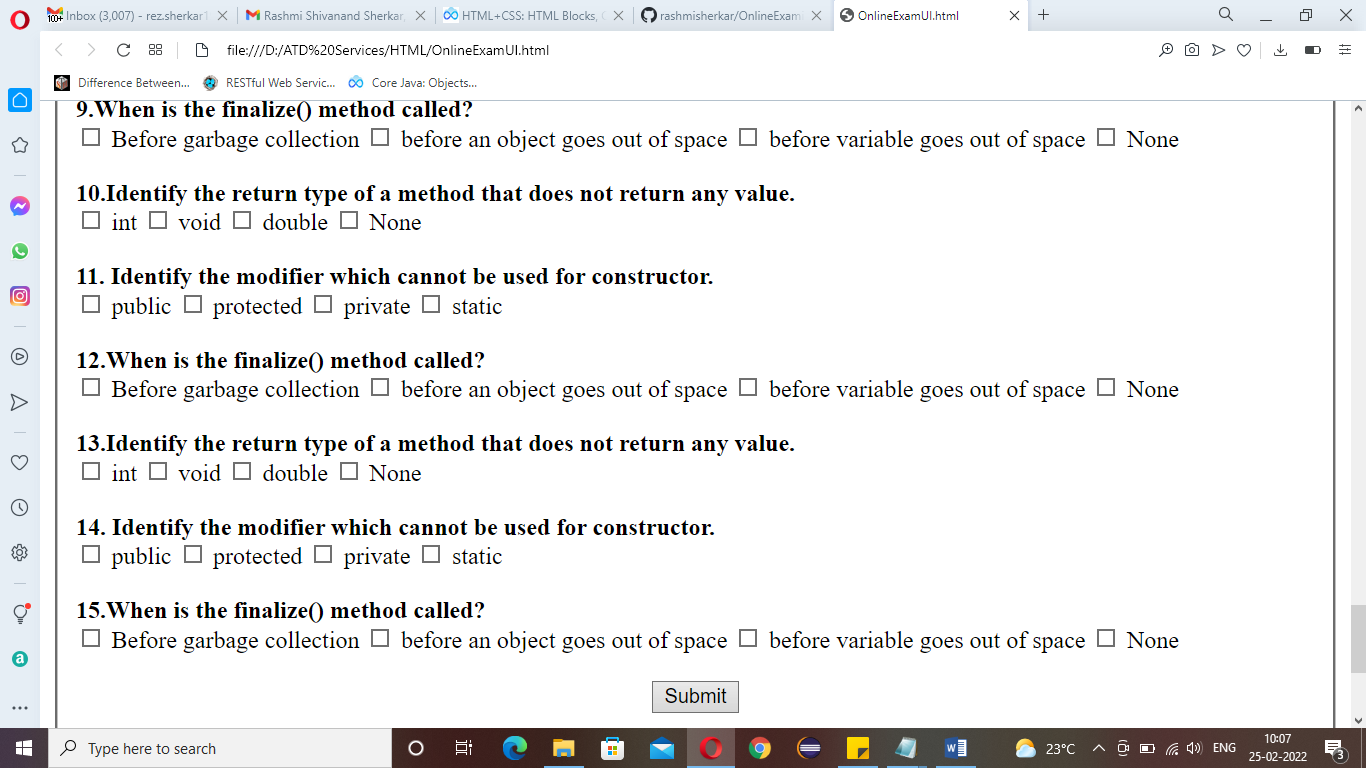 Inbox (3,007) - rez.sherkar1
Rashmi Shivanand Sherkar,
HTML+CSS: HTML Blocks,
rashmisherkar/OnlineExam
OnlineExamUI.html
file:///D:/ATD%20Services/HTML/OnlineExamUI.html
Difference Between... RESTful Web Servic... Core Java: Objects...
9.When is the finalize() method called?
Before garbage collection before an object goes out of space before variable goes out of space None
10.Identify the return type of a method that does not return any value.
int void double None
11. Identify the modifier which cannot be used for constructor.
public protected private static
12.When is the finalize() method called?
Before garbage collection before an object goes out of space before variable goes out of space None
13.Identify the return type of a method that does not return any value.
int void double None
14. Identify the modifier which cannot be used for constructor.
public protected private static
15.When is the finalize() method called?
Before garbage collection before an object goes out of space before variable goes out of space None
Submit
Type here to search
23°C
ENG
10:07
25-02-2022
3